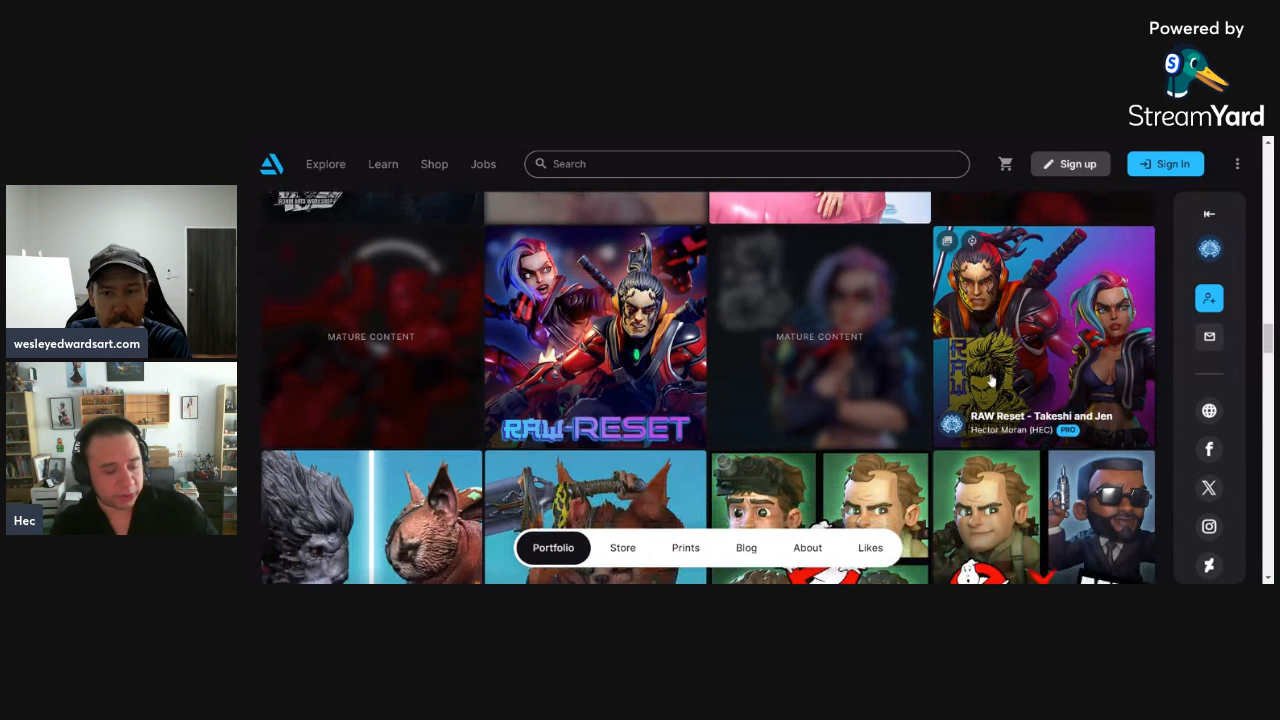 Powered by
StreamYard
Explore
Learn
Shop
Jobs
Search
Sign up
Sign In
wesleyedwardsart.com
Hec
MATURE CONTENT
RAW-RESET
MATURE CONTENT
RAW
RAW Reset - Takeshi and Jen
Hector Moran (HEC) PRO
Portfolio
Store
Prints
Blog
About
Likes